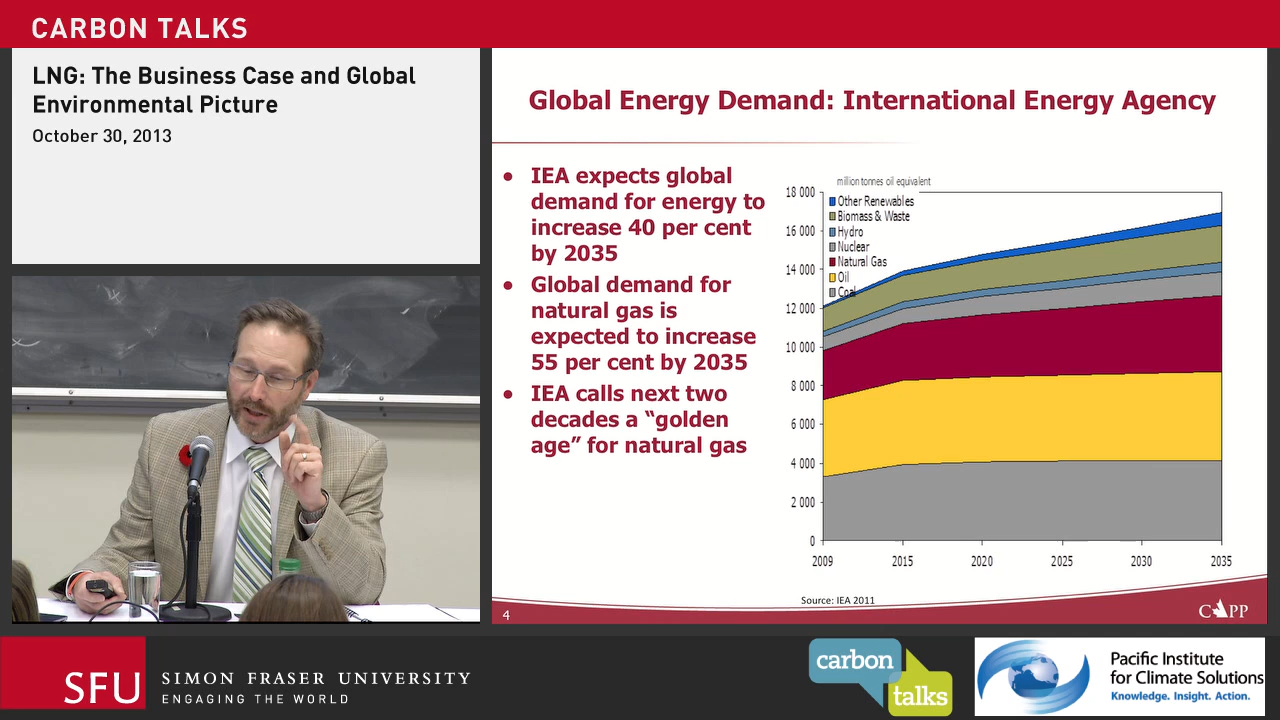 CARBON TALKS
LNG: The Business Case and Global
Environmental Picture
October 30, 2013
Global Energy Demand: International Energy Agency
• IEA expects global
demand for energy to
increase 40 per cent
by 2035
• Global demand for
natural gas is
expected to increase
55 per cent by 2035
• IEA calls next two
decades a “golden
age” for natural gas
million tonnes oil equivalent
18 000
16 000
14 000
12 000
10 000
8 000
6 000
4 000
2 000
0
Other Renewables
Biomass & Waste
Hydro
Nuclear
Natural Gas
Oil
Coal
2009 2015 2020 2025 2030 2035
Source: IEA 2011
4
CAPP
SFU
SIMON FRASER UNIVERSITY
ENGAGING THE WORLD
carbon
talks
Pacific Institute
for Climate Solutions
Knowledge. Insight. Action.